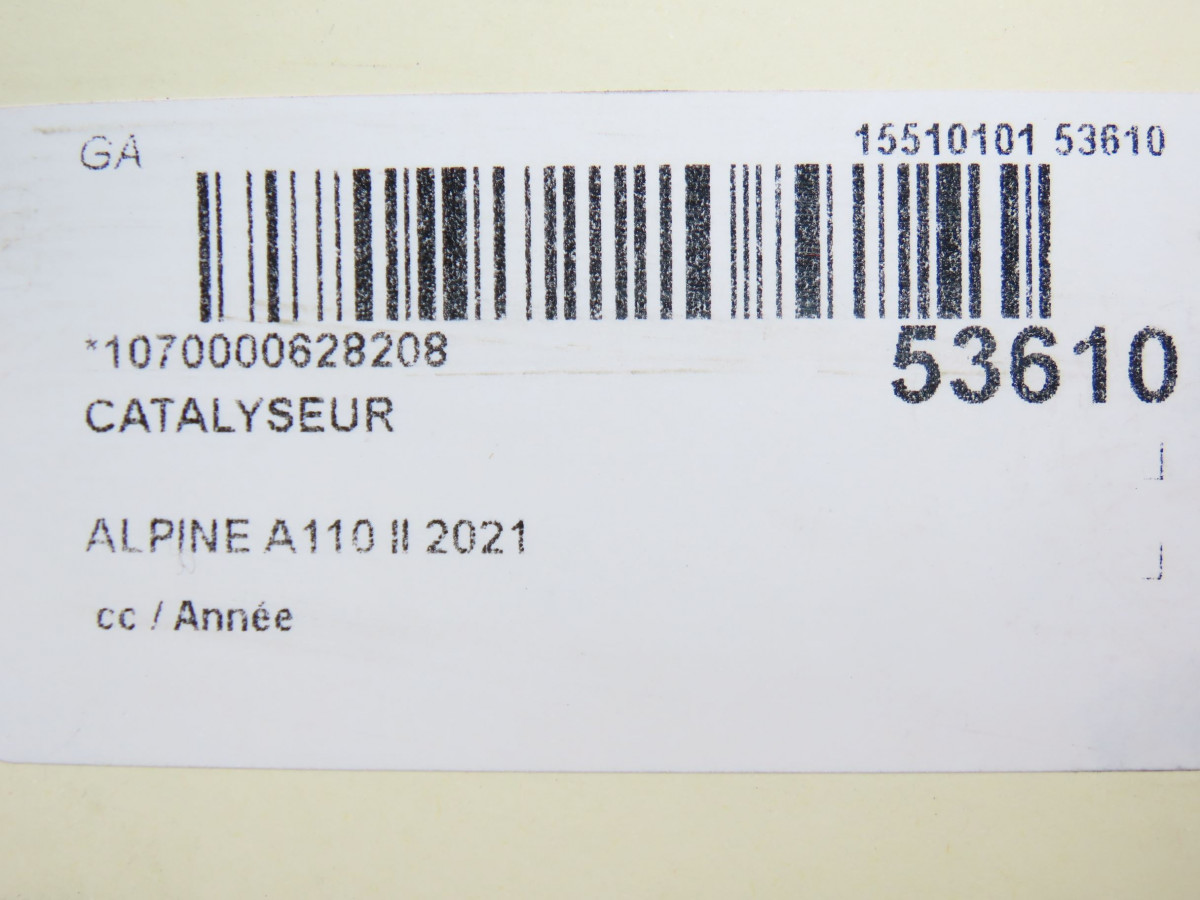 GA
15510101 53610
*1070000628208
53610
CATALYSEUR
ALPINE A110 II 2021
cc / Année